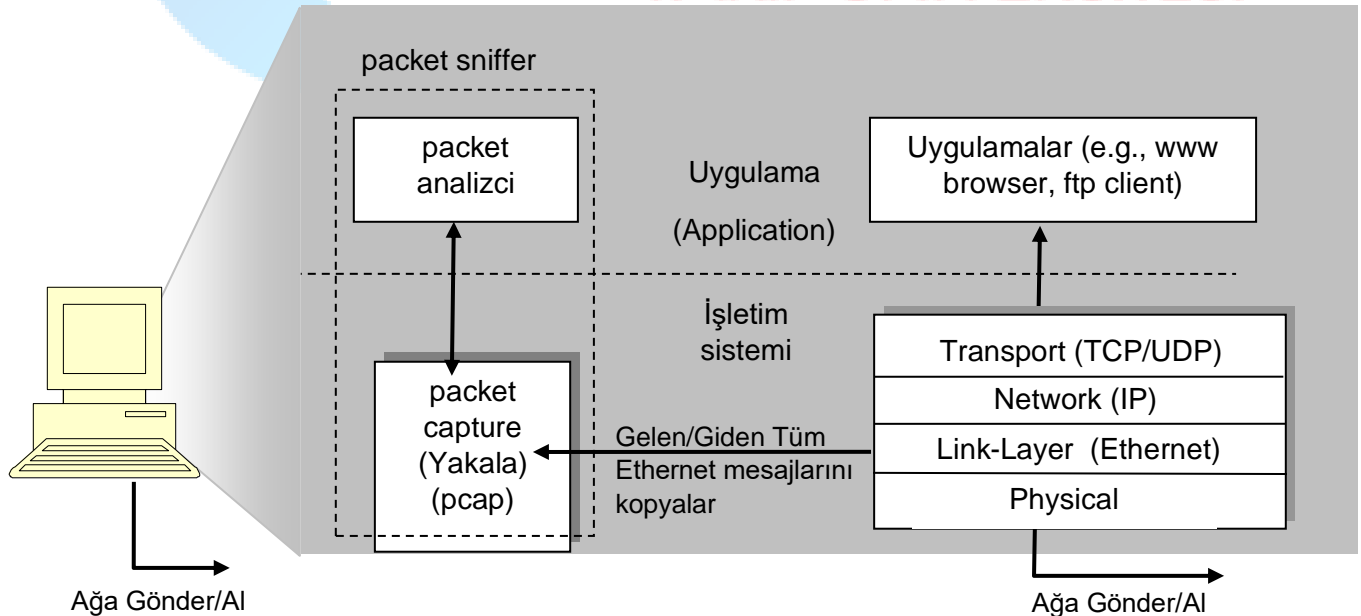 packet sniffer
packet
analizci
Uygulama
(Application)
Uygulamalar (e.g., www
browser, ftp client)
İşletim
sistemi
packet
capture
(Yakala)
(pcap)
Gelen/Giden Tüm
Ethernet mesajlarını
kopyalar
Transport (TCP/UDP)
Network (IP)
Link-Layer (Ethernet)
Physical
Ağa Gönder/Al
Ağa Gönder/Al